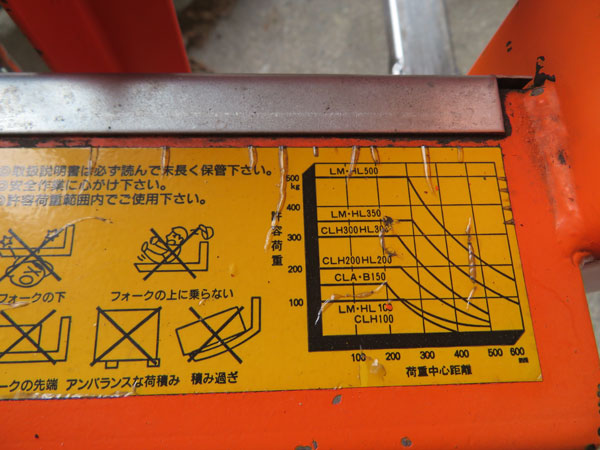 取扱説明書は必ず読んで末長く保管下さい。
安全作業に心がけ下さい。
許容荷重範囲内でご使用下さい。
フォークの下
フォークの上に乗らない
ークの先端 アンバランスな荷積み 積み過ぎ
許容荷重
500
kg
400
300
200
100
LM・HL500
LM・HL350
CLH300HL30
CLH200HL200
CLA・B150
LM・HL100
CLH100
100 200 300 400 500 600
mm
荷重中心距離